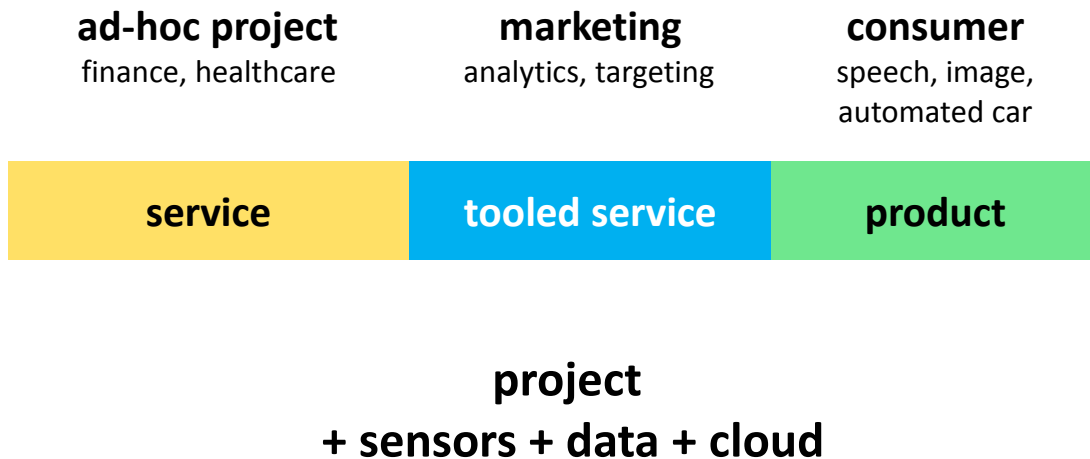 ad-hoc project
finance, healthcare
marketing
analytics, targeting
consumer
speech, image,
automated car
service
tooled service
product
project
+ sensors + data + cloud